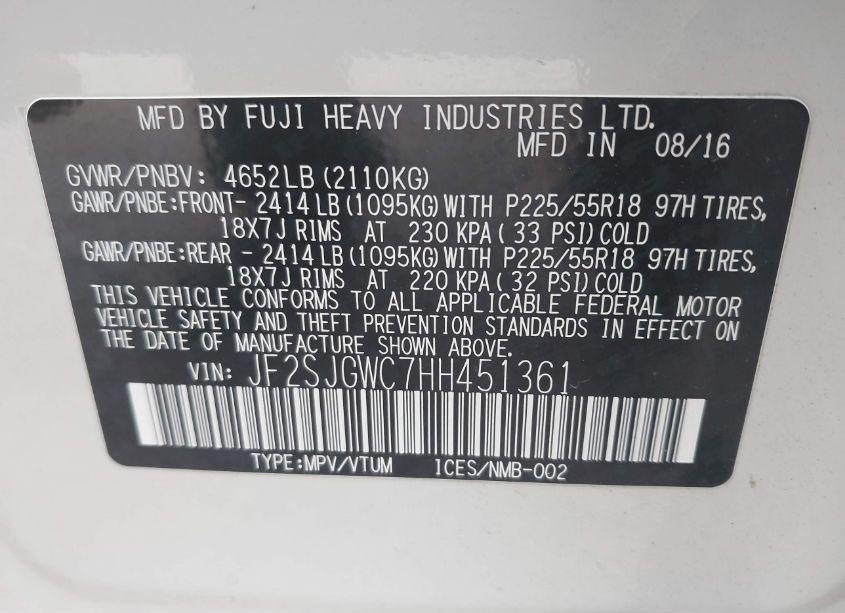 MFD BY FUJI HEAVY INDUSTRIES LTD.
MFD IN 08/16
GVWR/PNBV: 4652LB (2110KG)
GAWR/PNBE:FRONT- 2414 LB (1095KG) WITH P225/55R18 97H TIRES,
18X7J RIMS AT 230 KPA ( 33 PSI) COLD
GAWR/PNBE:REAR - 2414 LB (1095KG) WITH P225/55R18 97H TIRES,
18X7J RIMS AT 220 KPA ( 32 PSI) COLD
THIS VEHICLE CONFORMS TO ALL APPLICABLE FEDERAL MOTOR
VEHICLE SAFETY AND THEFT PREVENTION STANDARDS IN EFFECT ON
THE DATE OF MANUFACTURE SHOWN ABOVE.
VIN: JF2SJGWC7HH451361
TYPE:MPV/VTUM ICES/NMB-002